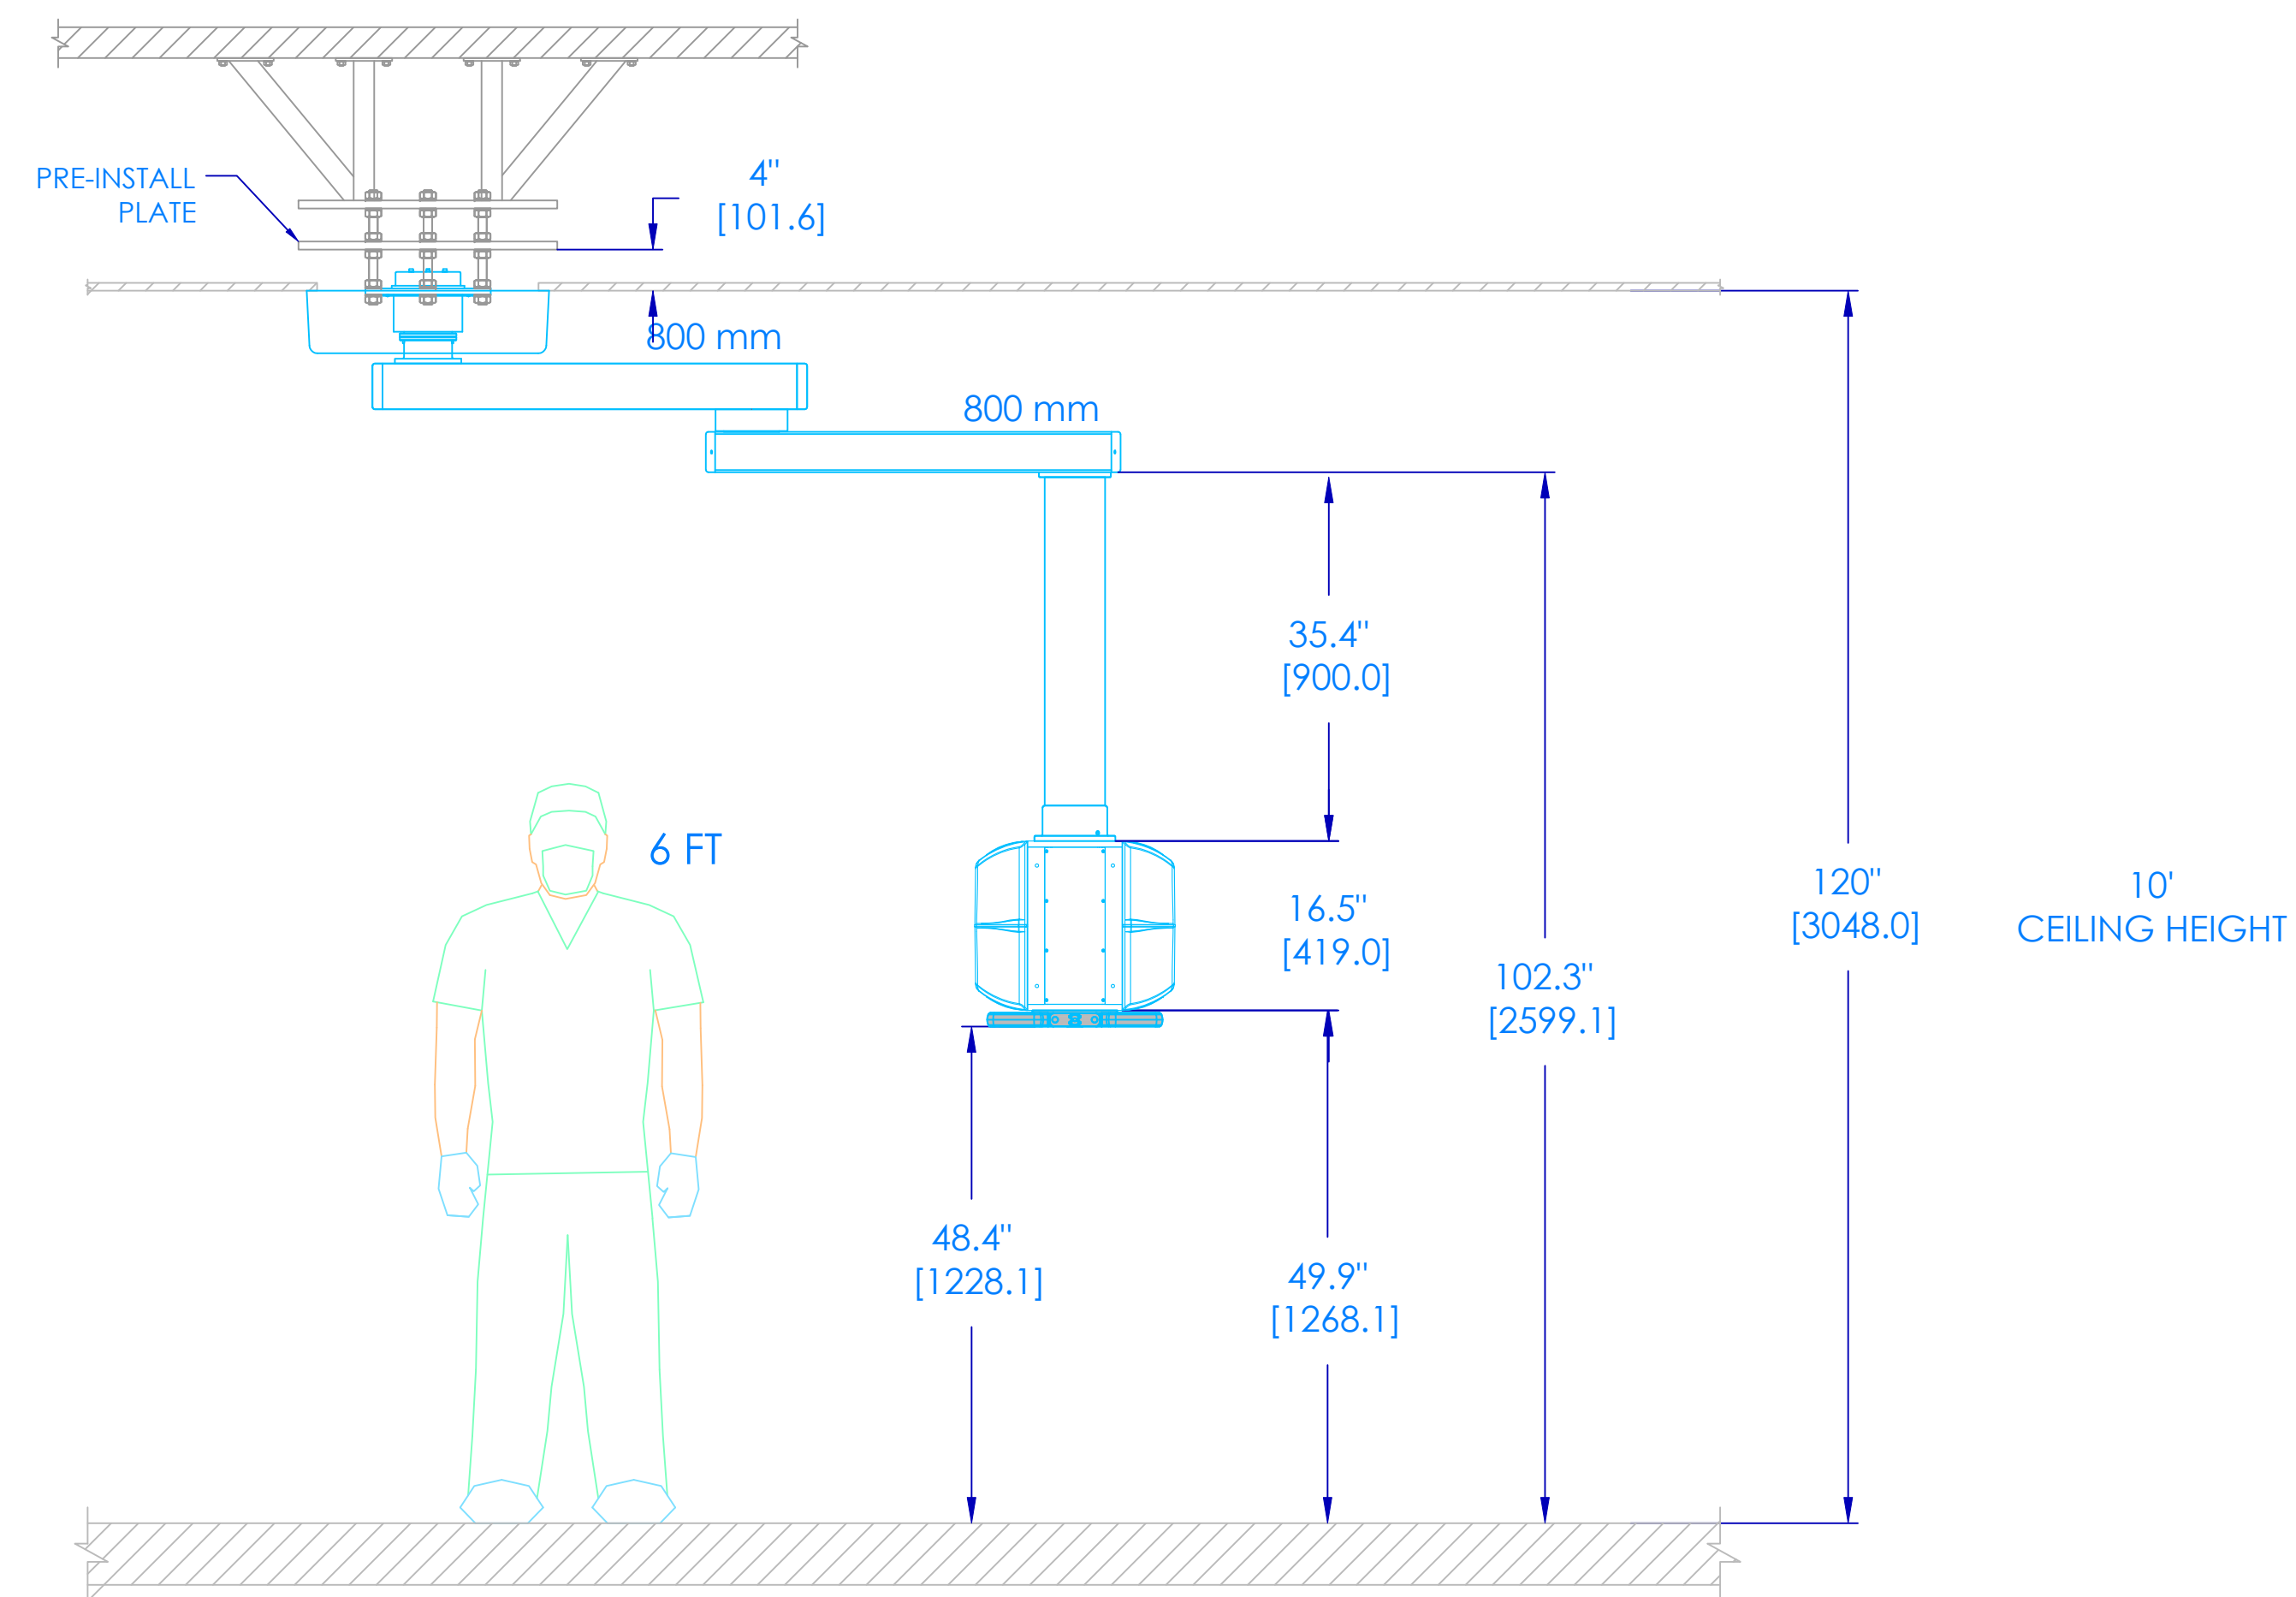 PRE-INSTALL
PLATE
4"
[101.6]
800 mm
800 mm
35.4"
[900.0]
6 FT
16.5"
[419.0]
120"
[3048.0]
10'
CEILING HEIGHT
102.3"
[2599.1]
48.4"
[1228.1]
49.9"
[1268.1]